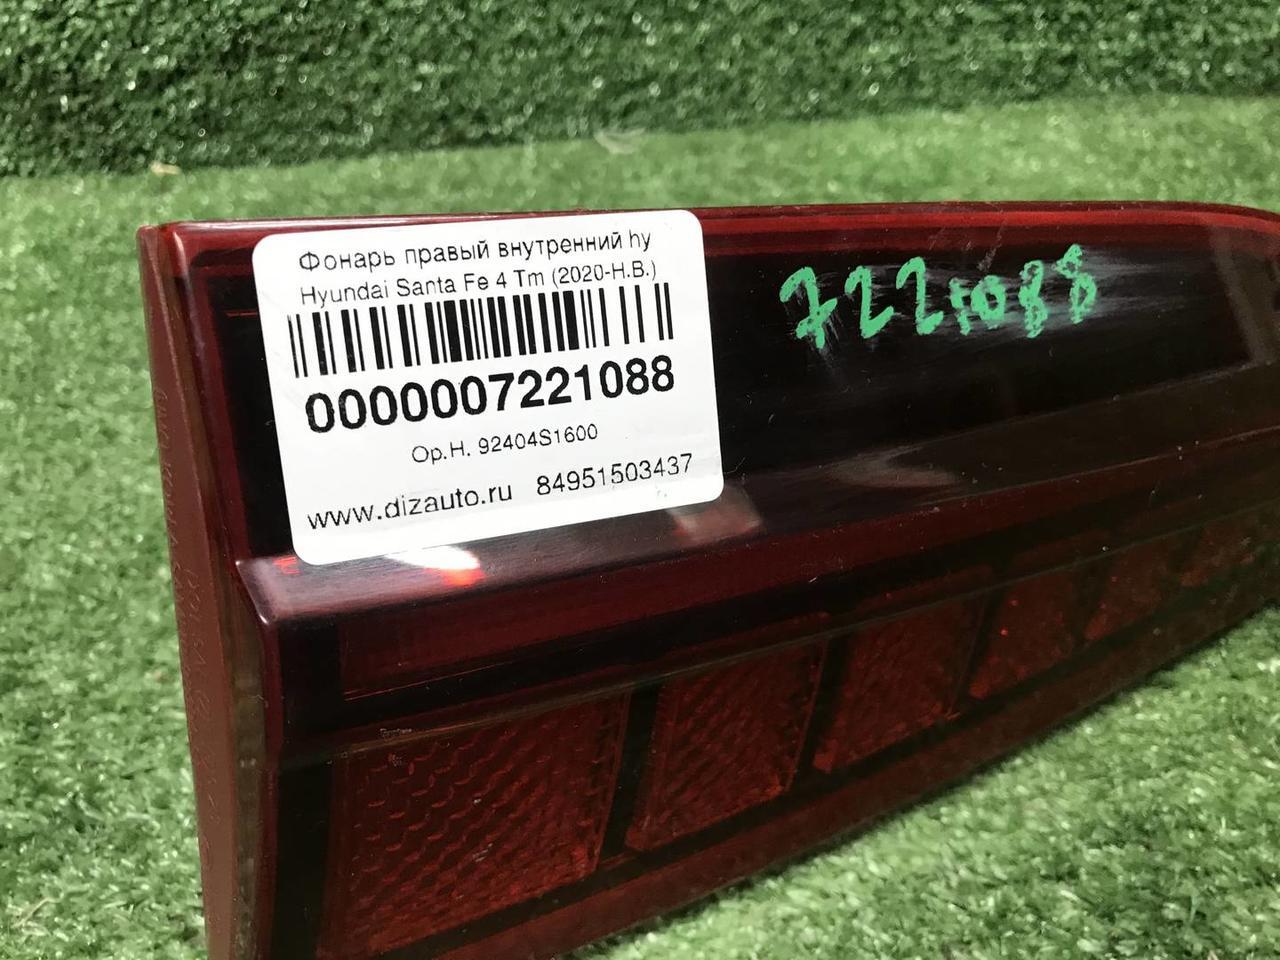 Фонарь правый внутренний hy
Hyundai Santa Fe 4 Tm (2020-Н.В.)
0000007221088
Ор.Н. 92404S1600
www.dizauto.ru 84951503437
7221088